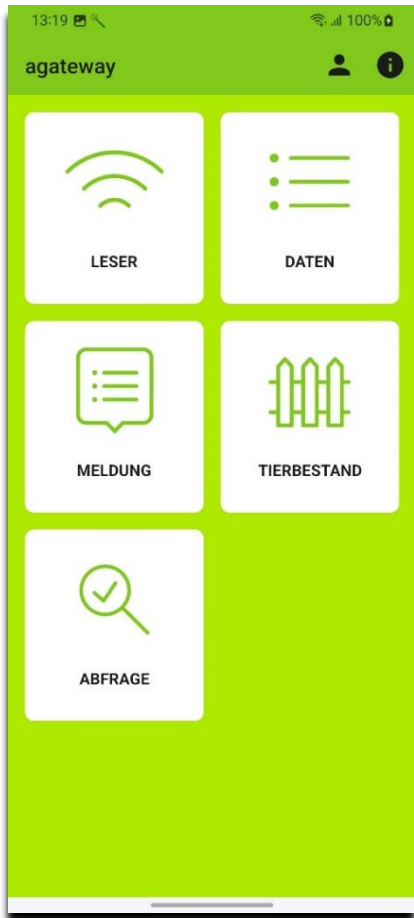 13:19 100%
agateway
LESER DATEN
MELDUNG TIERBESTAND
ABFRAGE